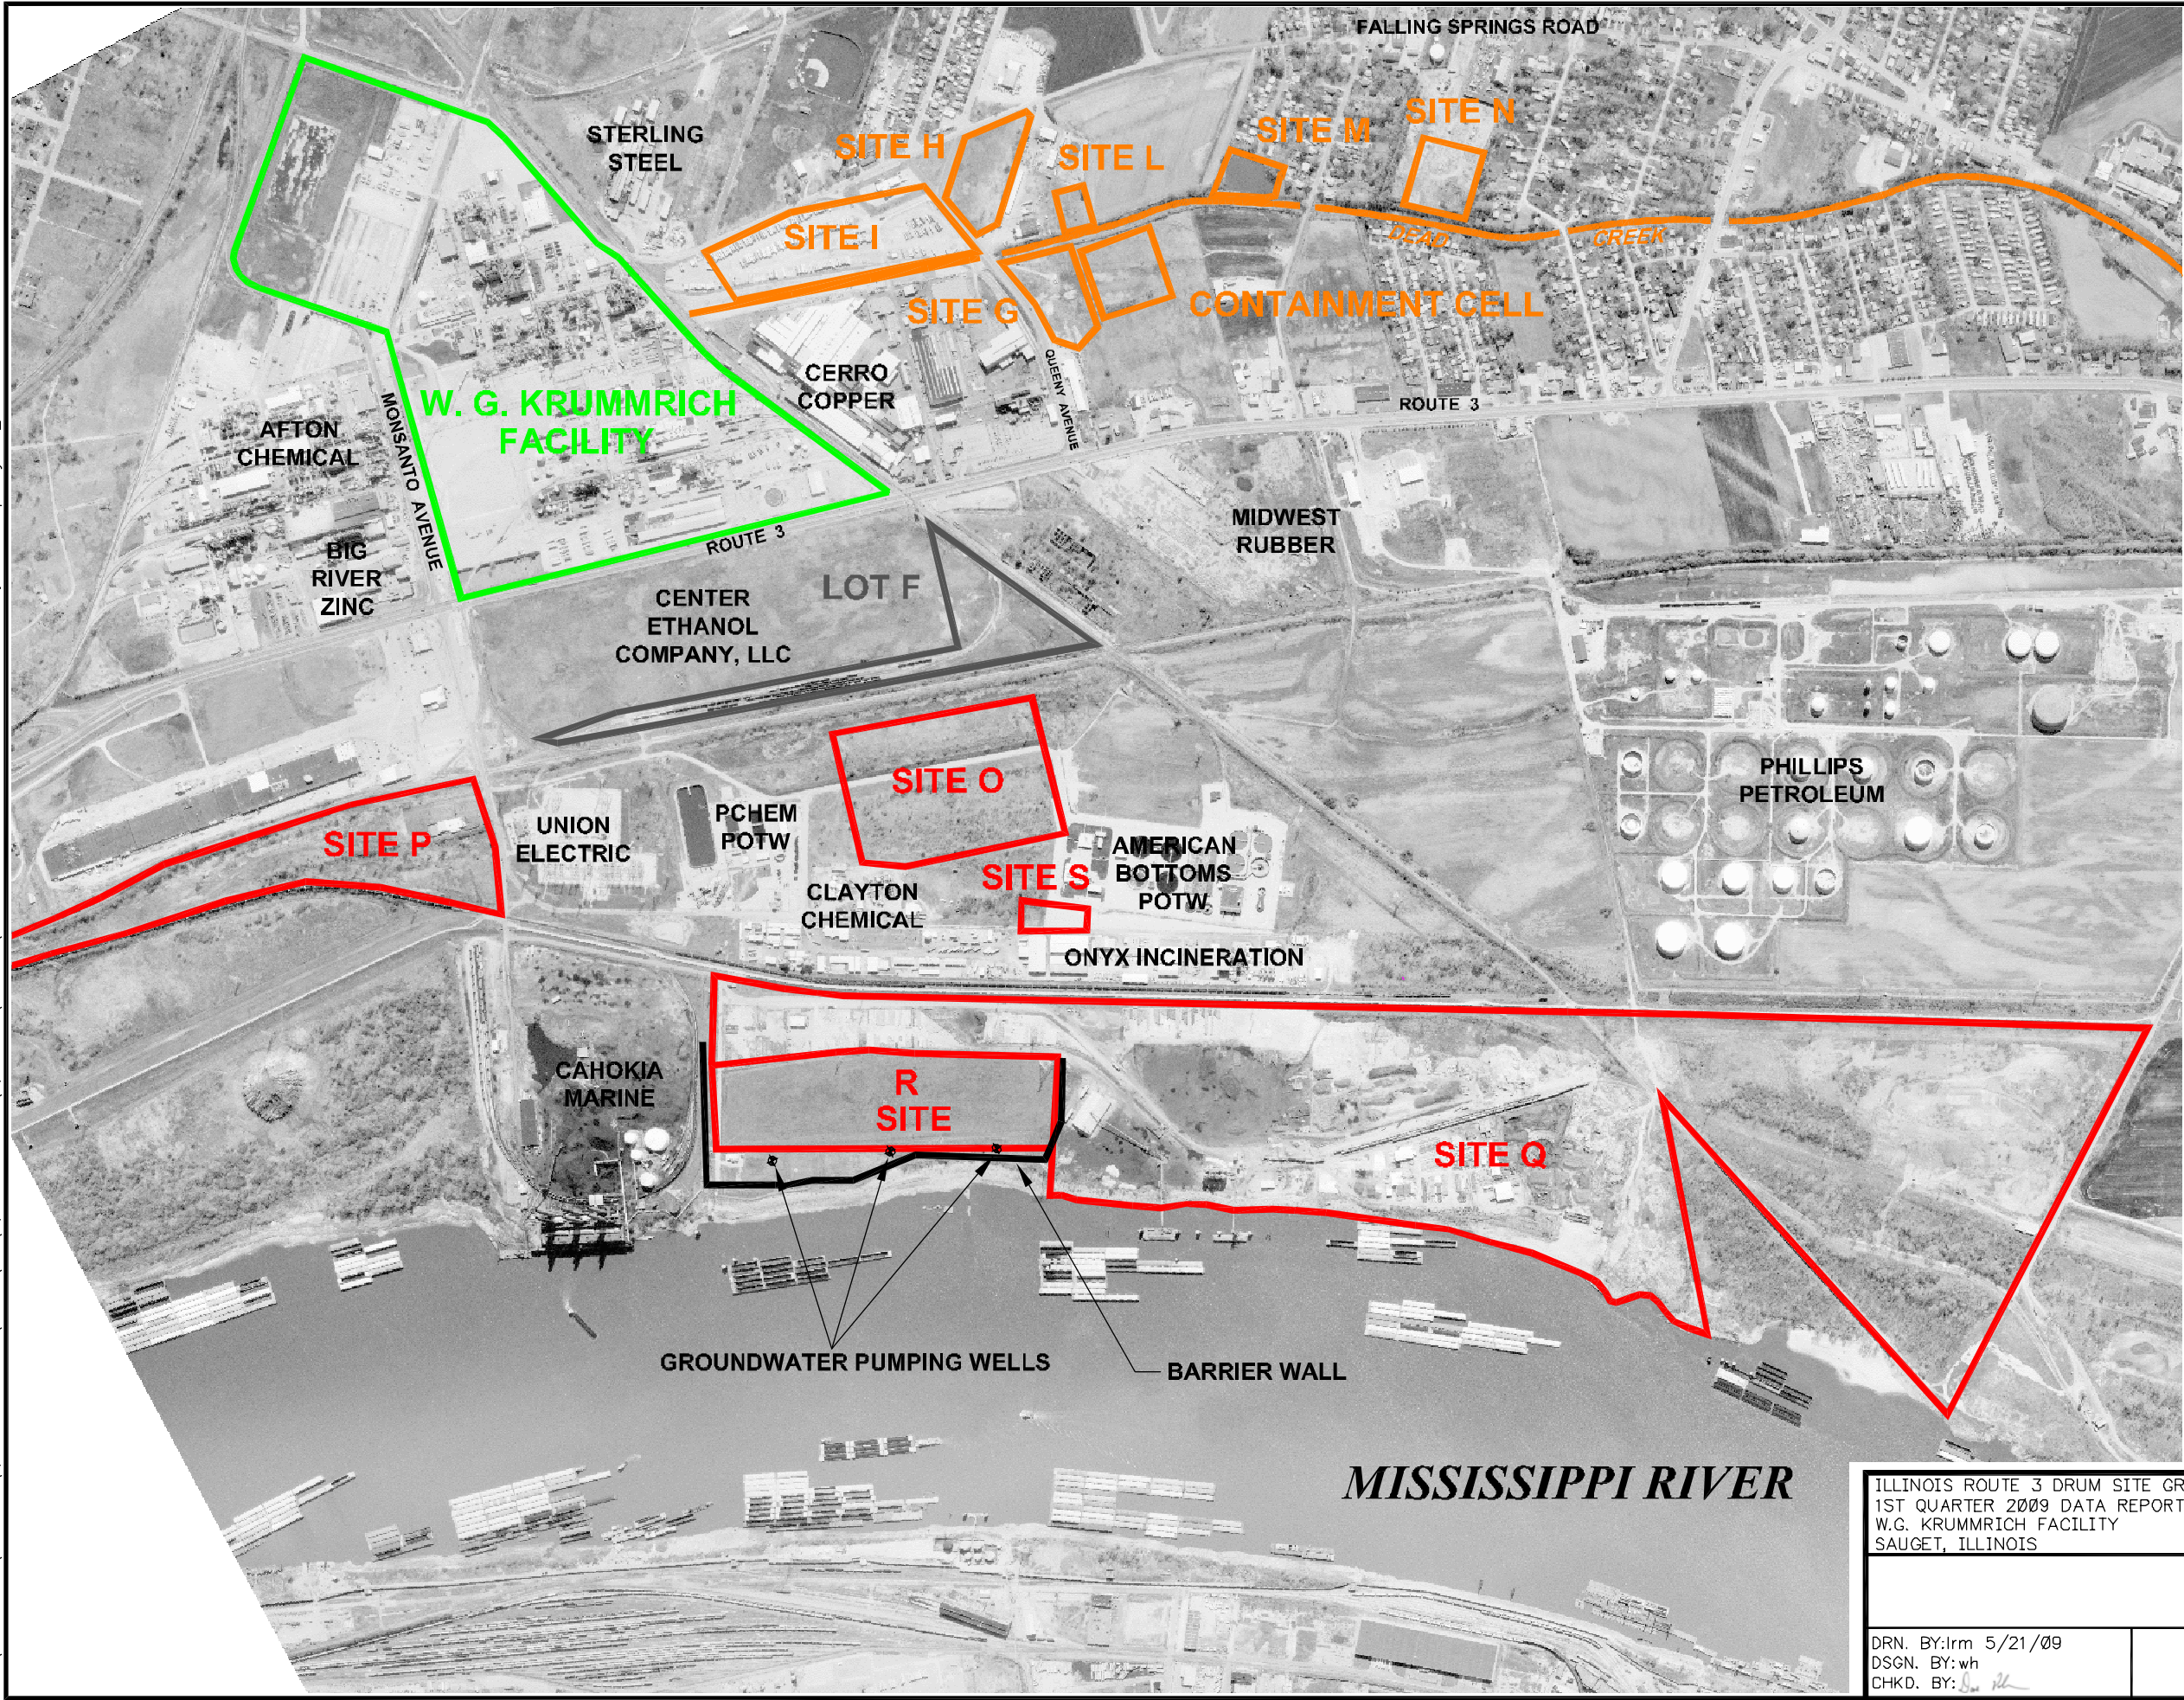 FALLING SPRINGS ROAD
STERLING
STEEL
SITE H
SITE L
SITE M
SITE N
SITE I
DEAD
CREEK
SITE G
CONTAINMENT CELL
CERRO
COPPER
QUEENY AVENUE
W. G. KRUMMRICH
FACILITY
MONSANTO AVENUE
AFTON
CHEMICAL
BIG
RIVER
ZINC
ROUTE 3
ROUTE 3
MIDWEST
RUBBER
LOT F
CENTER
ETHANOL
COMPANY, LLC
SITE O
SITE P
UNION
ELECTRIC
PCHEM
POTW
PHILLIPS
PETROLEUM
AMERICAN
BOTTOMS
POTW
SITE S
CLAYTON
CHEMICAL
ONYX INCINERATION
CAHOKIA
MARINE
R
SITE
SITE Q
GROUNDWATER PUMPING WELLS
BARRIER WALL
MISSISSIPPI RIVER
ILLINOIS ROUTE 3 DRUM SITE GR
1ST QUARTER 2009 DATA REPORT
W.G. KRUMMRICH FACILITY
SAUGET, ILLINOIS
DRN. BY:lrm 5/21/09
DSGN. BY:wh
CHKD. BY: